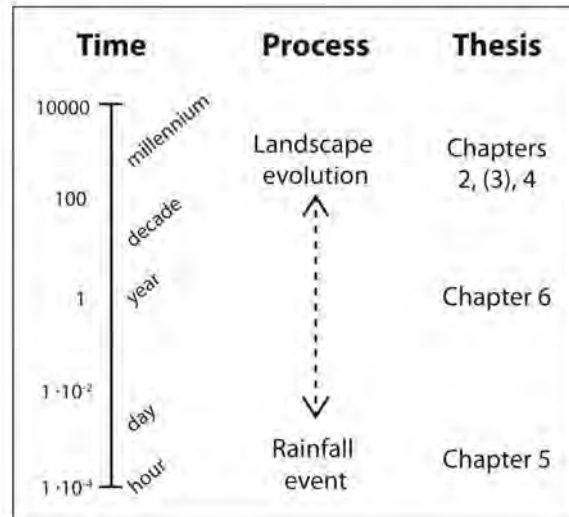 Time Process Thesis
10000
millennium
Landscape
evolution
Chapters
2, (3), 4
100
decade
year
1
Chapter 6
1·10⁻²
day
Rainfall
event
Chapter 5
hour
1·10⁻⁴